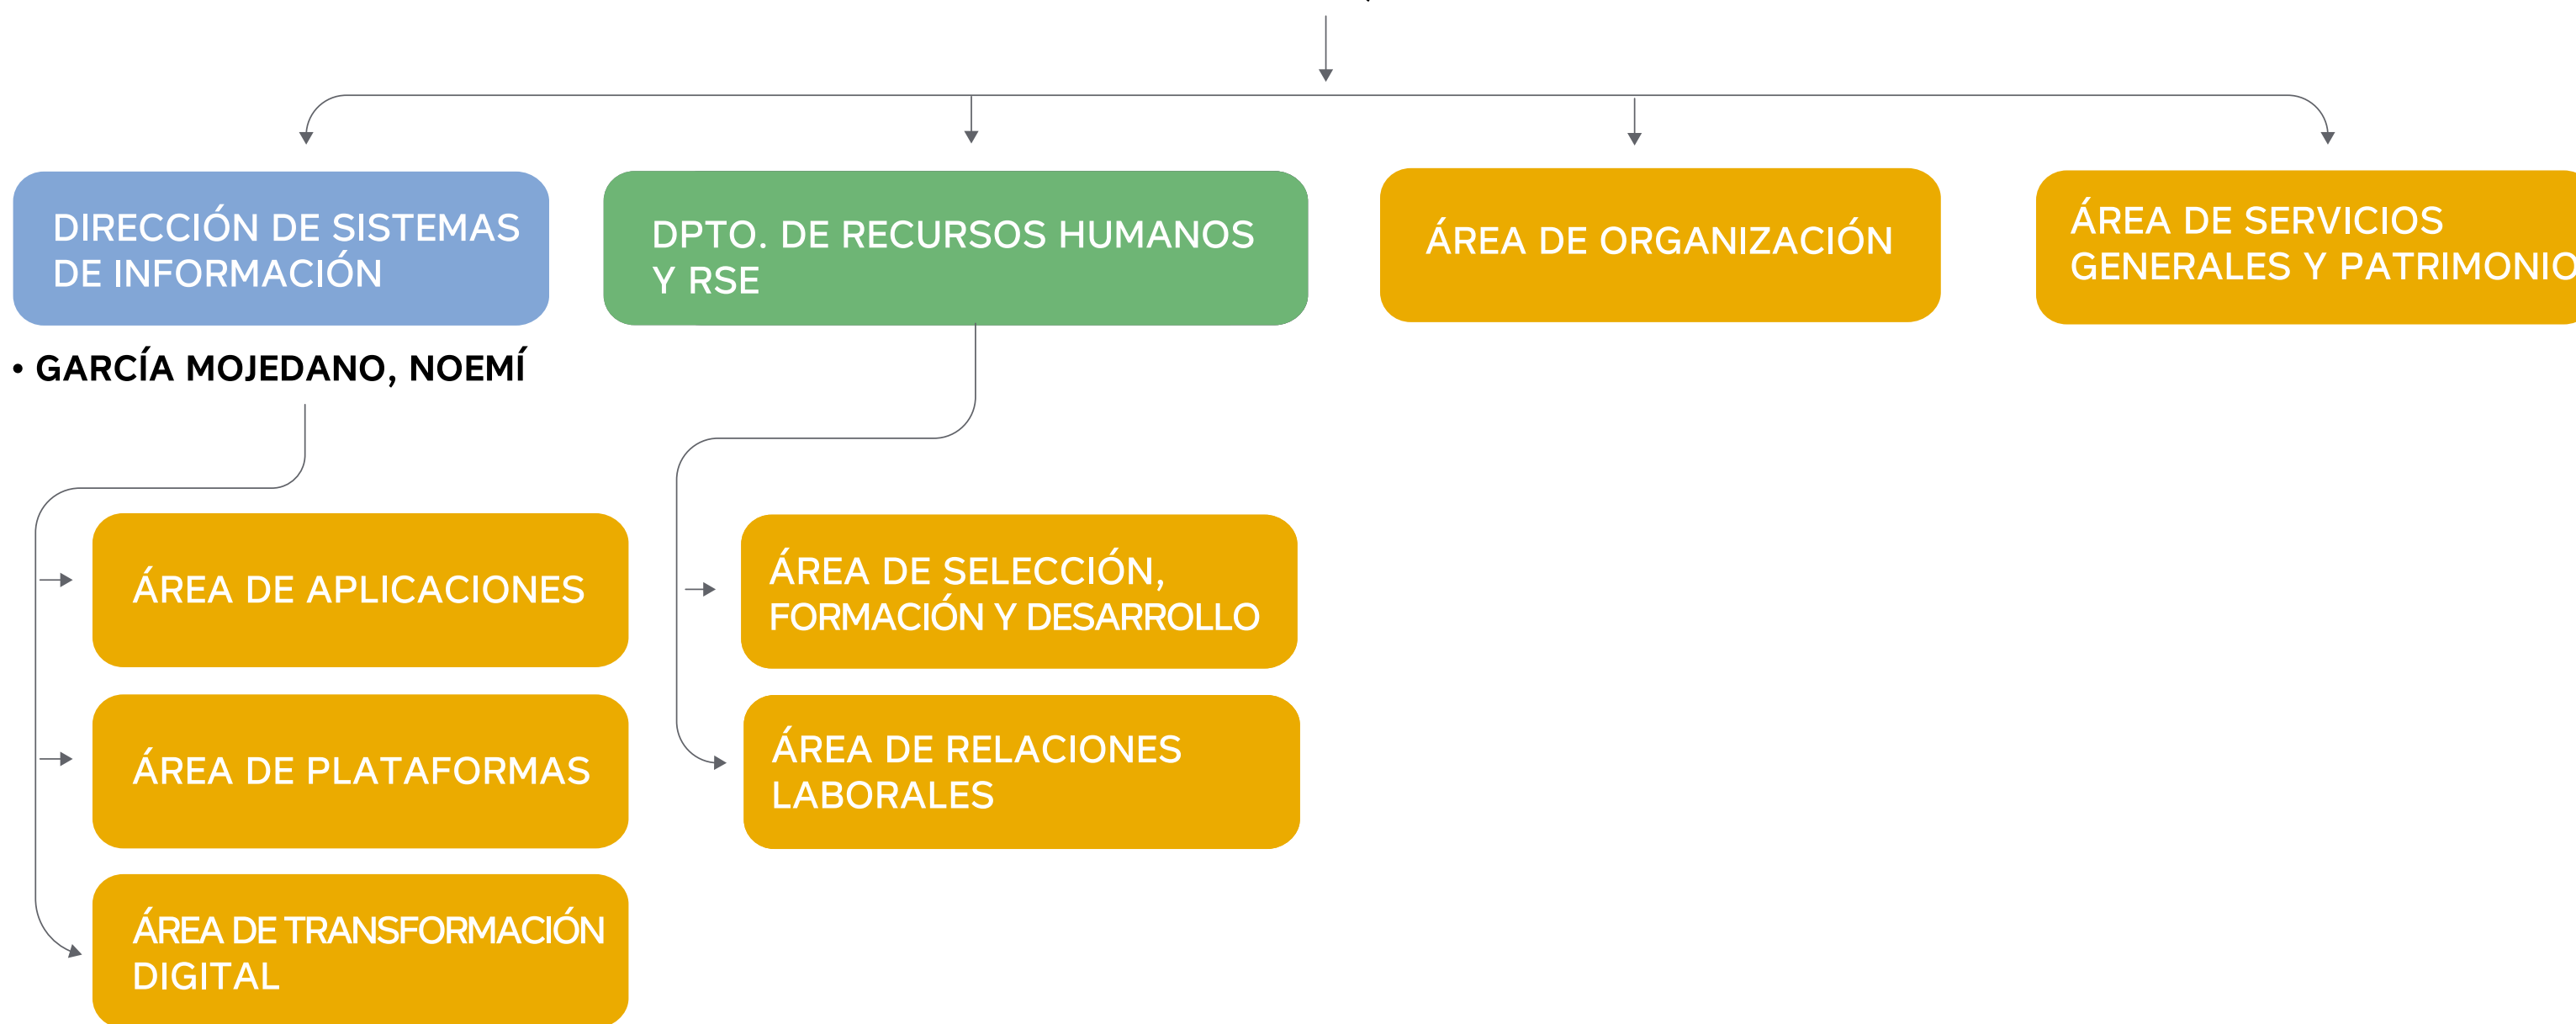 DIRECCIÓN DE SISTEMAS
DE INFORMACIÓN
• GARCÍA MOJEDANO, NOEMÍ
ÁREA DE APLICACIONES
ÁREA DE PLATAFORMAS
ÁREA DE TRANSFORMACIÓN
DIGITAL
DPTO. DE RECURSOS HUMANOS
Y RSE
ÁREA DE SELECCIÓN,
FORMACIÓN Y DESARROLLO
ÁREA DE RELACIONES
LABORALES
ÁREA DE ORGANIZACIÓN
ÁREA DE SERVICIOS
GENERALES Y PATRIMONIO